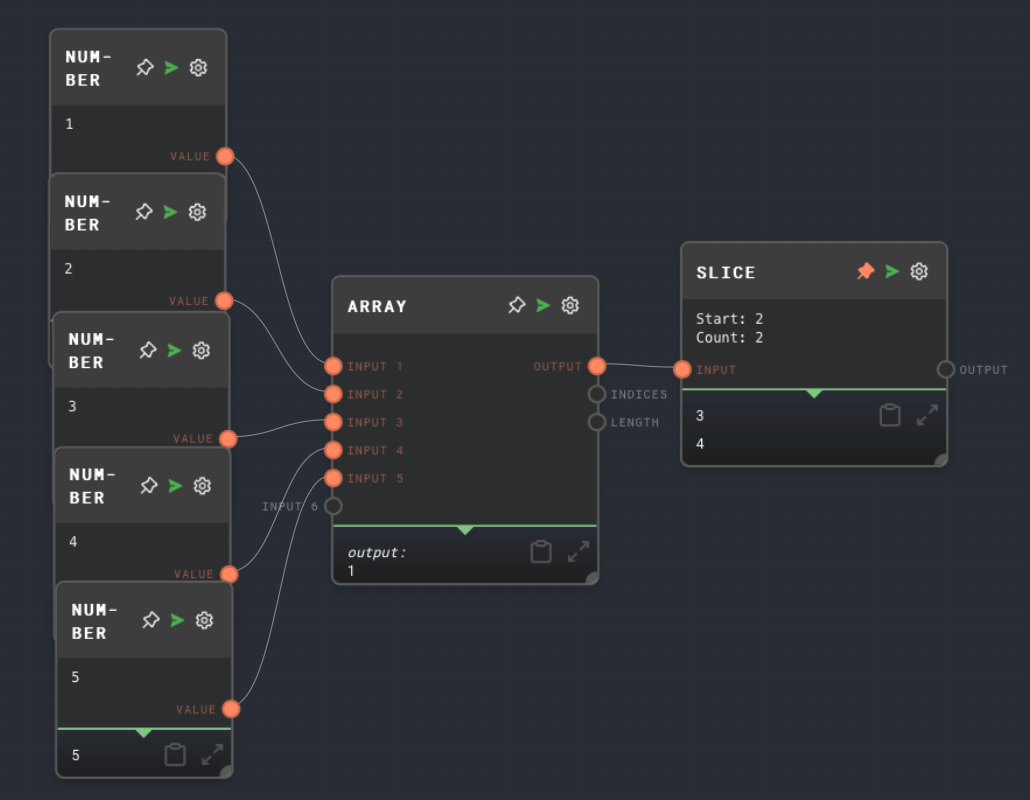 NUM-
BER
1
VALUE
NUM-
BER
2
VALUE
NUM-
BER
3
VALUE
NUM-
BER
4
VALUE
NUM-
BER
5
VALUE
5
ARRAY
INPUT 1
OUTPUT
INPUT 2
INDICES
INPUT 3
LENGTH
INPUT 4
INPUT 5
INPUT 6
output:
1
SLICE
Start: 2
Count: 2
INPUT
OUTPUT
3
4